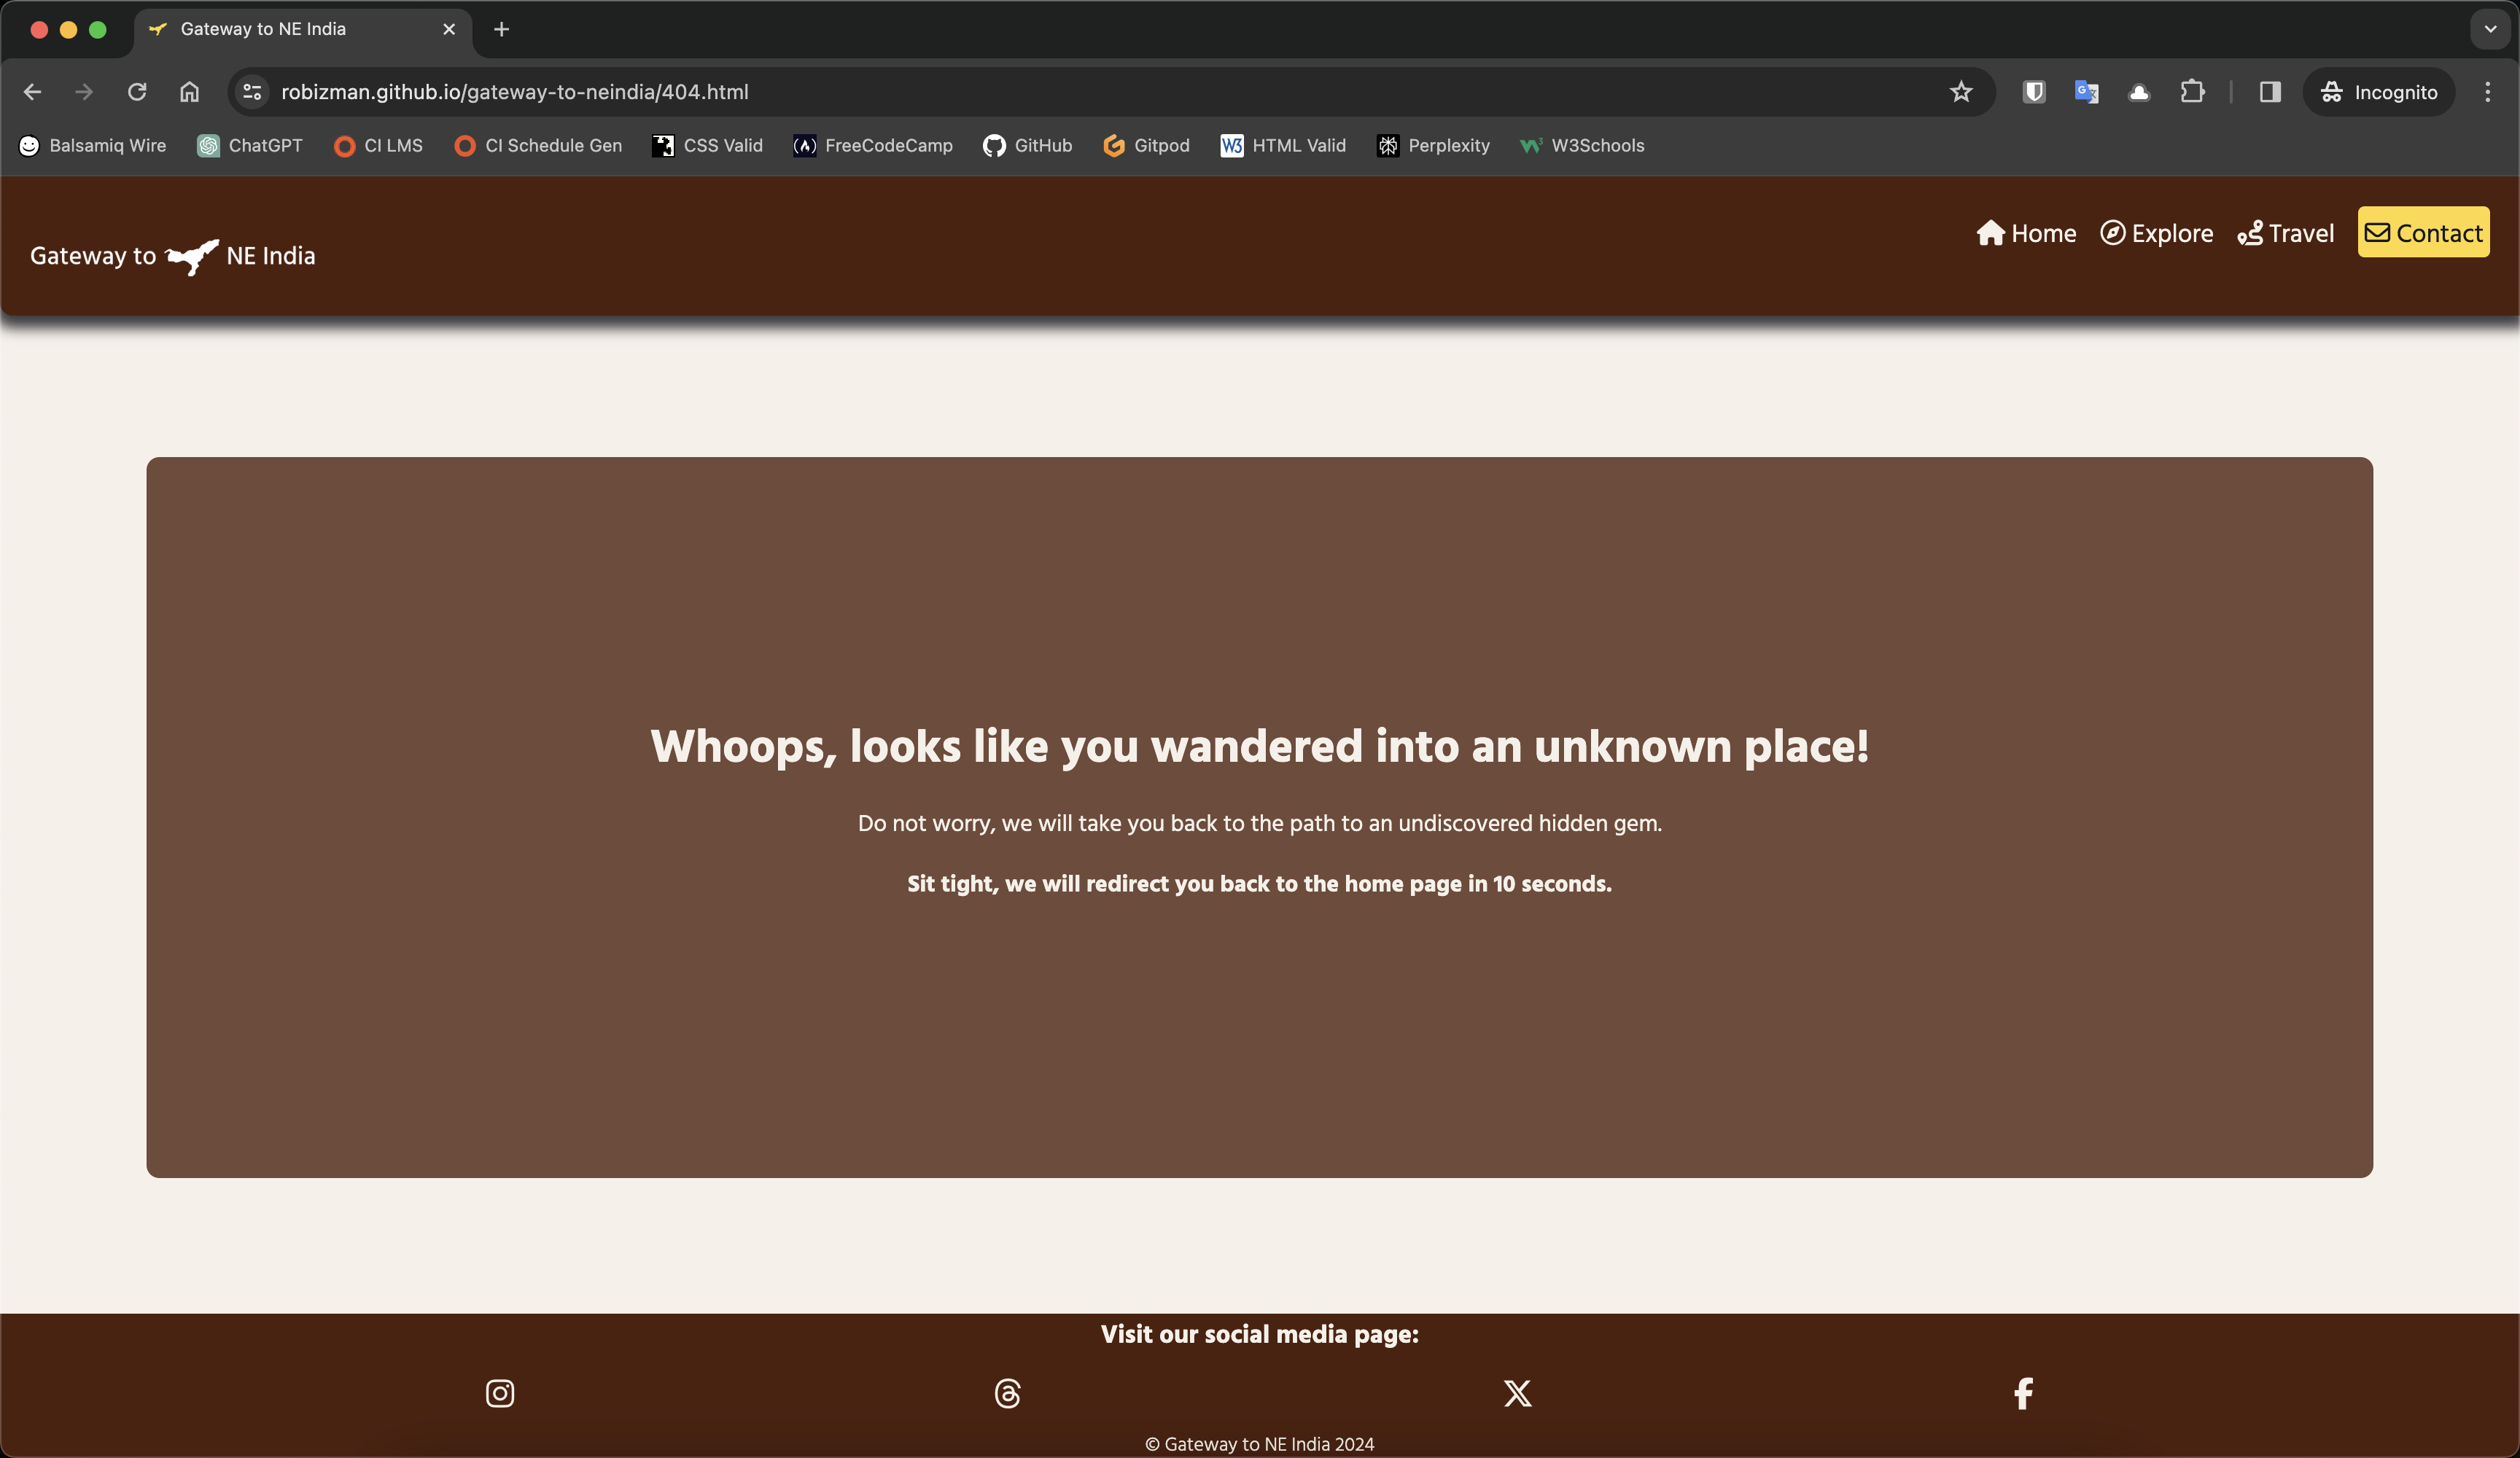 Gateway to NE India
robizman.github.io/gateway-to-neindia/404.html
Incognito
Balsamiq Wire ChatGPT CI LMS CI Schedule Gen CSS Valid FreeCodeCamp GitHub Gitpod HTML Valid Perplexity W3Schools
Gateway to NE India
Home Explore Travel Contact
Whoops, looks like you wandered into an unknown place!
Do not worry, we will take you back to the path to an undiscovered hidden gem.
Sit tight, we will redirect you back to the home page in 10 seconds.
Visit our social media page:
© Gateway to NE India 2024